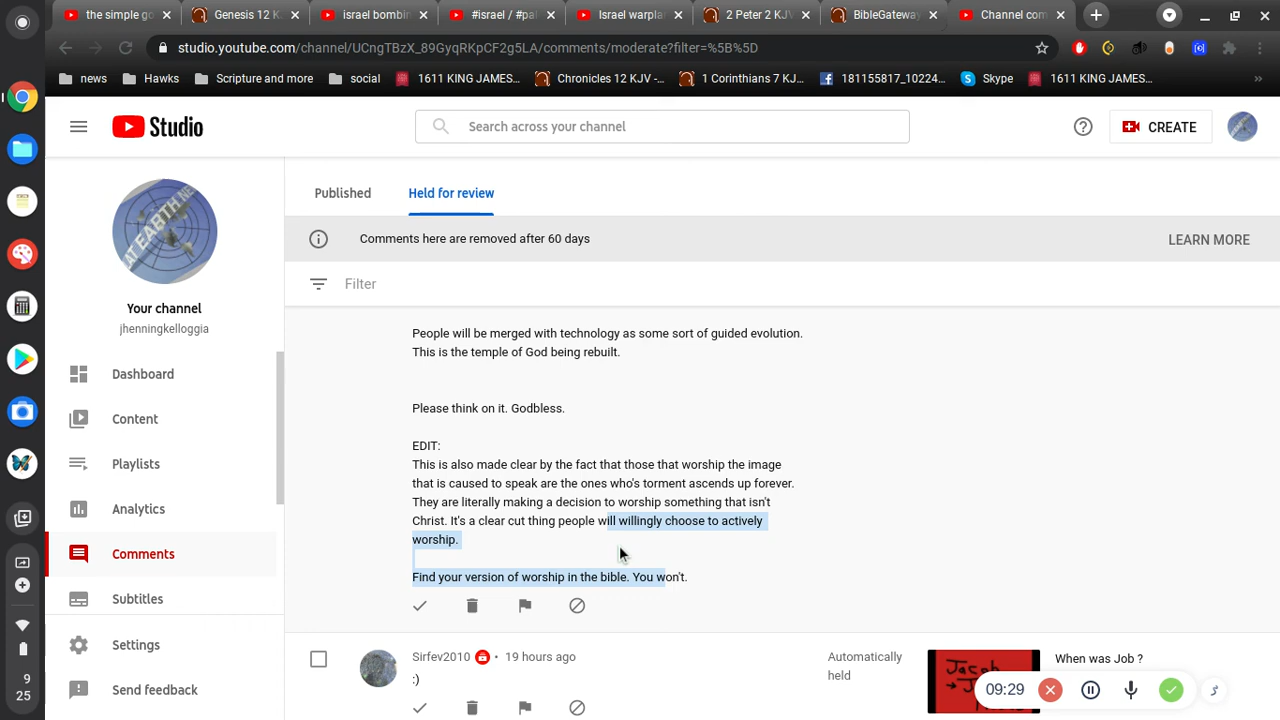 the simple go
Genesis 12 K
israel bombin
#israel / #pal
Israel warplan
2 Peter 2 KJV
BibleGateway
Channel com
studio.youtube.com/channel/UCngTBzX_89GyqRKpCF2g5LA/comments/moderate?filter=%5B%5D
news
Hawks
Scripture and more
social
1611 KING JAMES...
Chronicles 12 KJV -...
1 Corinthians 7 KJ...
181155817_10224...
Skype
1611 KING JAMES...
Studio
Search across your channel
CREATE
Published
Held for review
Comments here are removed after 60 days
LEARN MORE
Filter
Your channel
jhenningkelloggia
Dashboard
Content
Playlists
Analytics
Comments
Subtitles
Settings
Send feedback
People will be merged with technology as some sort of guided evolution.
This is the temple of God being rebuilt.
Please think on it. Godbless.
EDIT:
This is also made clear by the fact that those that worship the image
that is caused to speak are the ones who's torment ascends up forever.
They are literally making a decision to worship something that isn't
Christ. It's a clear cut thing people will willingly choose to actively
worship.
Find your version of worship in the bible. You won't.
Sirfev2010 • 19 hours ago
:)
Automatically
held
When was Job ?
Jacob
09:29
9
25